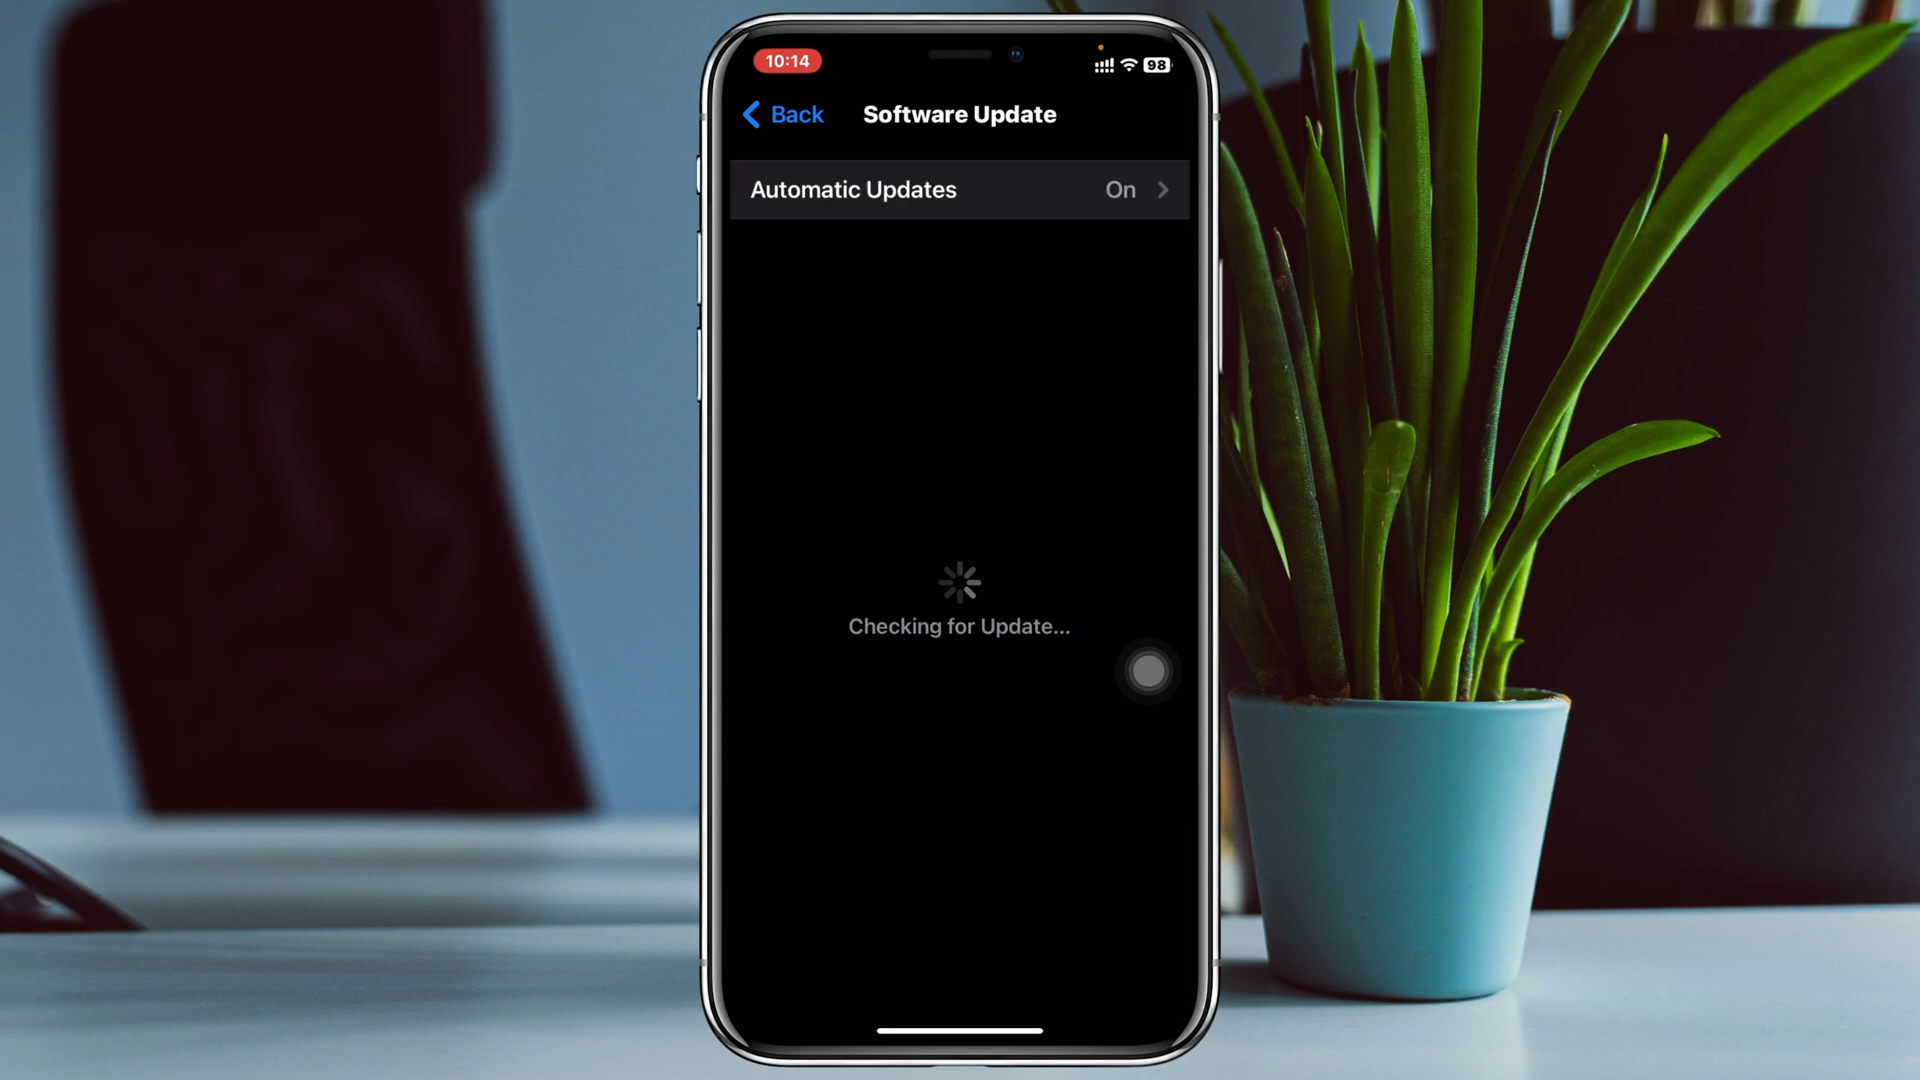 10:14
98
Back
Software Update
Automatic Updates
On
Checking for Update...